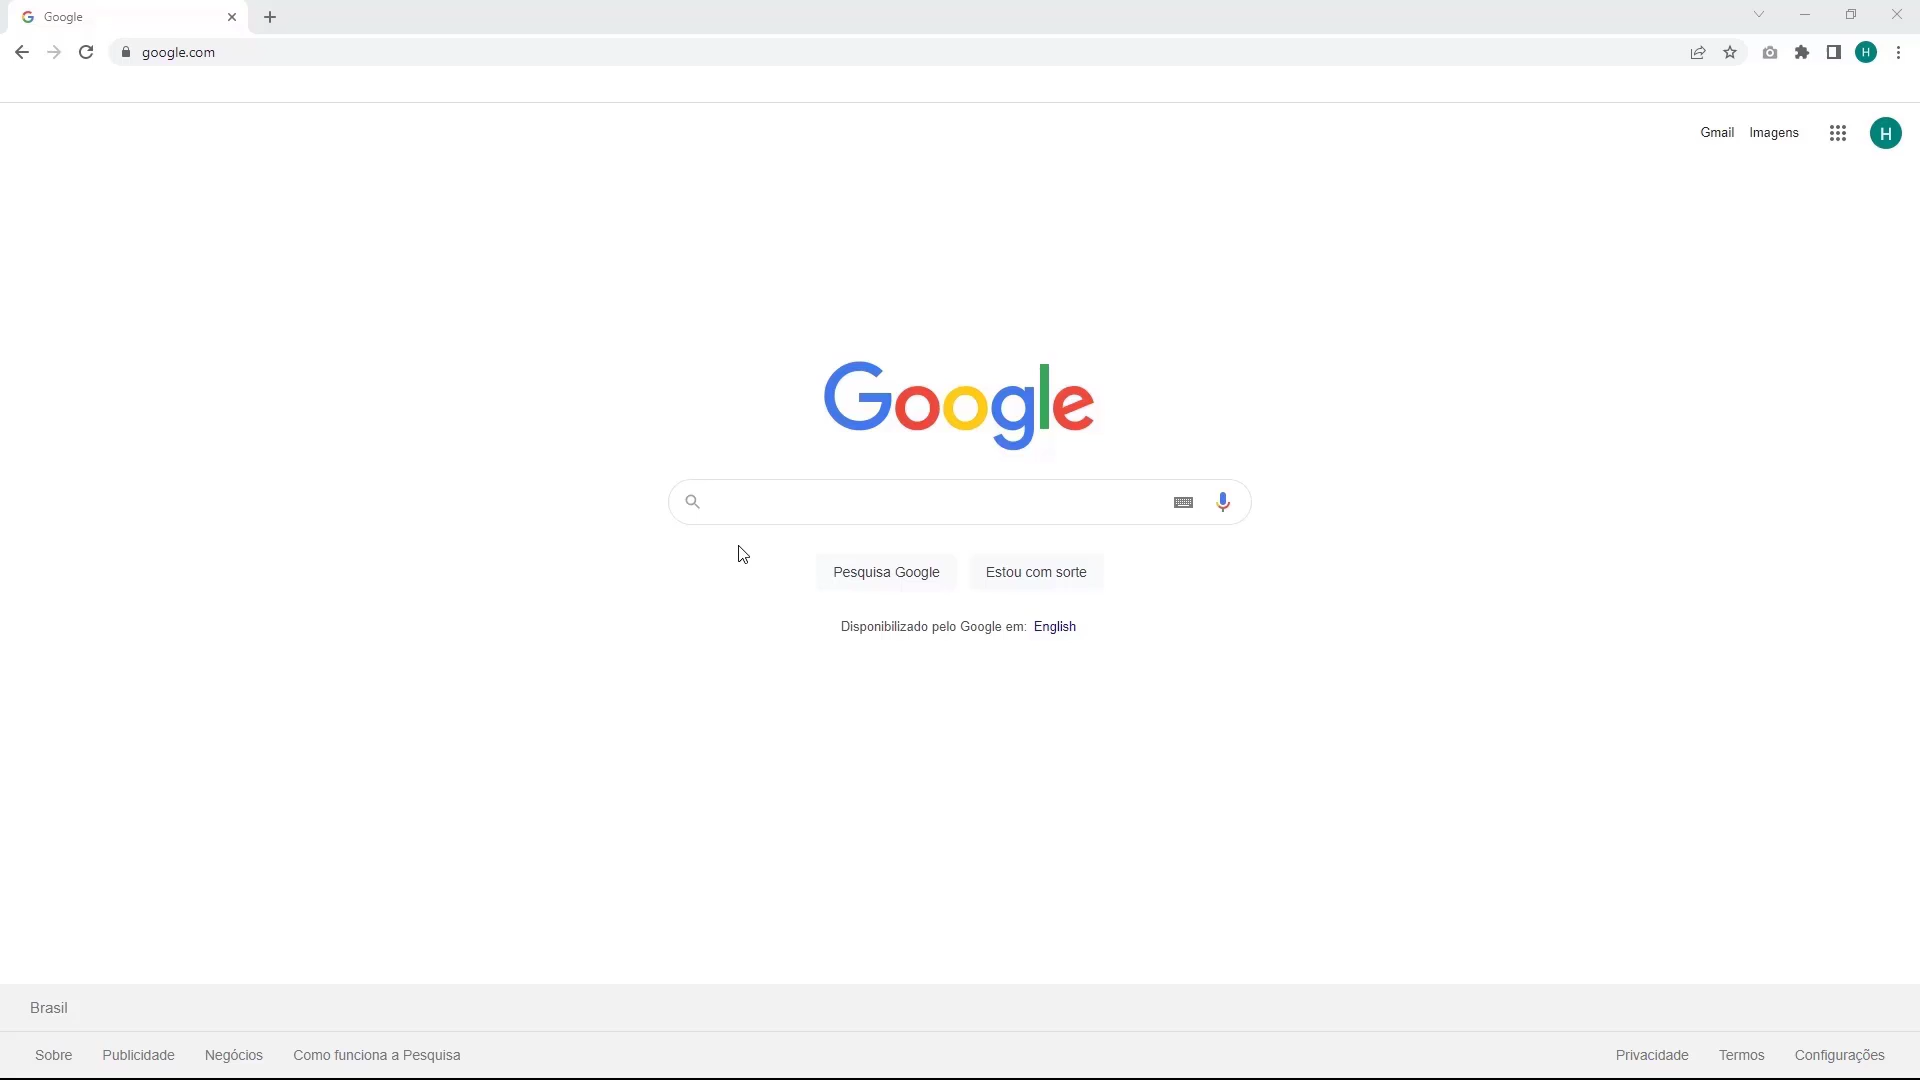 Google
google.com
H
Gmail Imagens
H
Google
Pesquisa Google Estou com sorte
Disponibilizado pelo Google em: English
Brasil
Sobre Publicidade Negócios Como funciona a Pesquisa Privacidade Termos Configurações